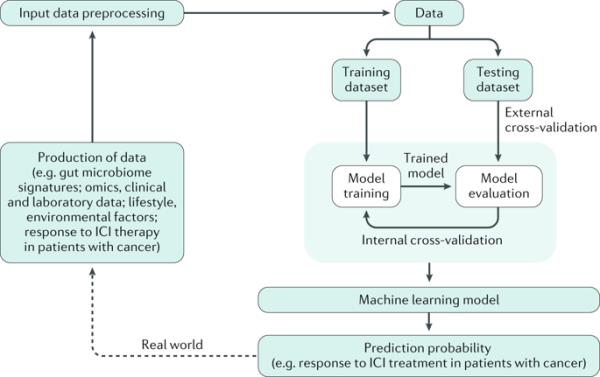 Input data preprocessing
Data
Training
dataset
Testing
dataset
External
cross-validation
Production of data
(e.g. gut microbiome
signatures; omics, clinical
and laboratory data; lifestyle,
environmental factors;
response to ICI therapy
in patients with cancer)
Model
training
Trained
model
Model
evaluation
Internal cross-validation
Machine learning model
Real world
Prediction probability
(e.g. response to ICI treatment in patients with cancer)